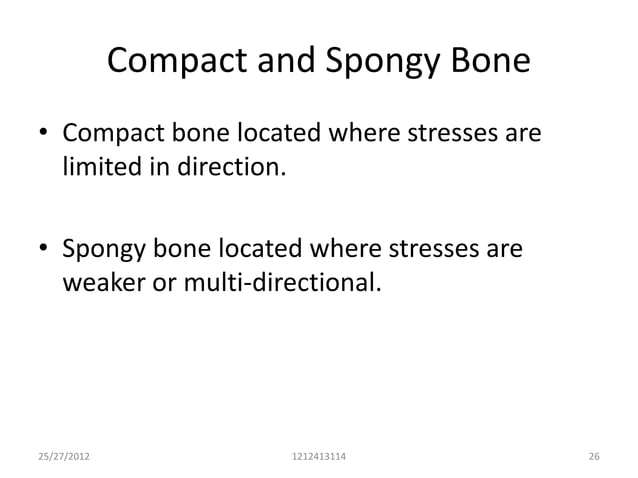 Compact and Spongy Bone
• Compact bone located where stresses are
limited in direction.
• Spongy bone located where stresses are
weaker or multi-directional.
25/27/2012 1212413114 26